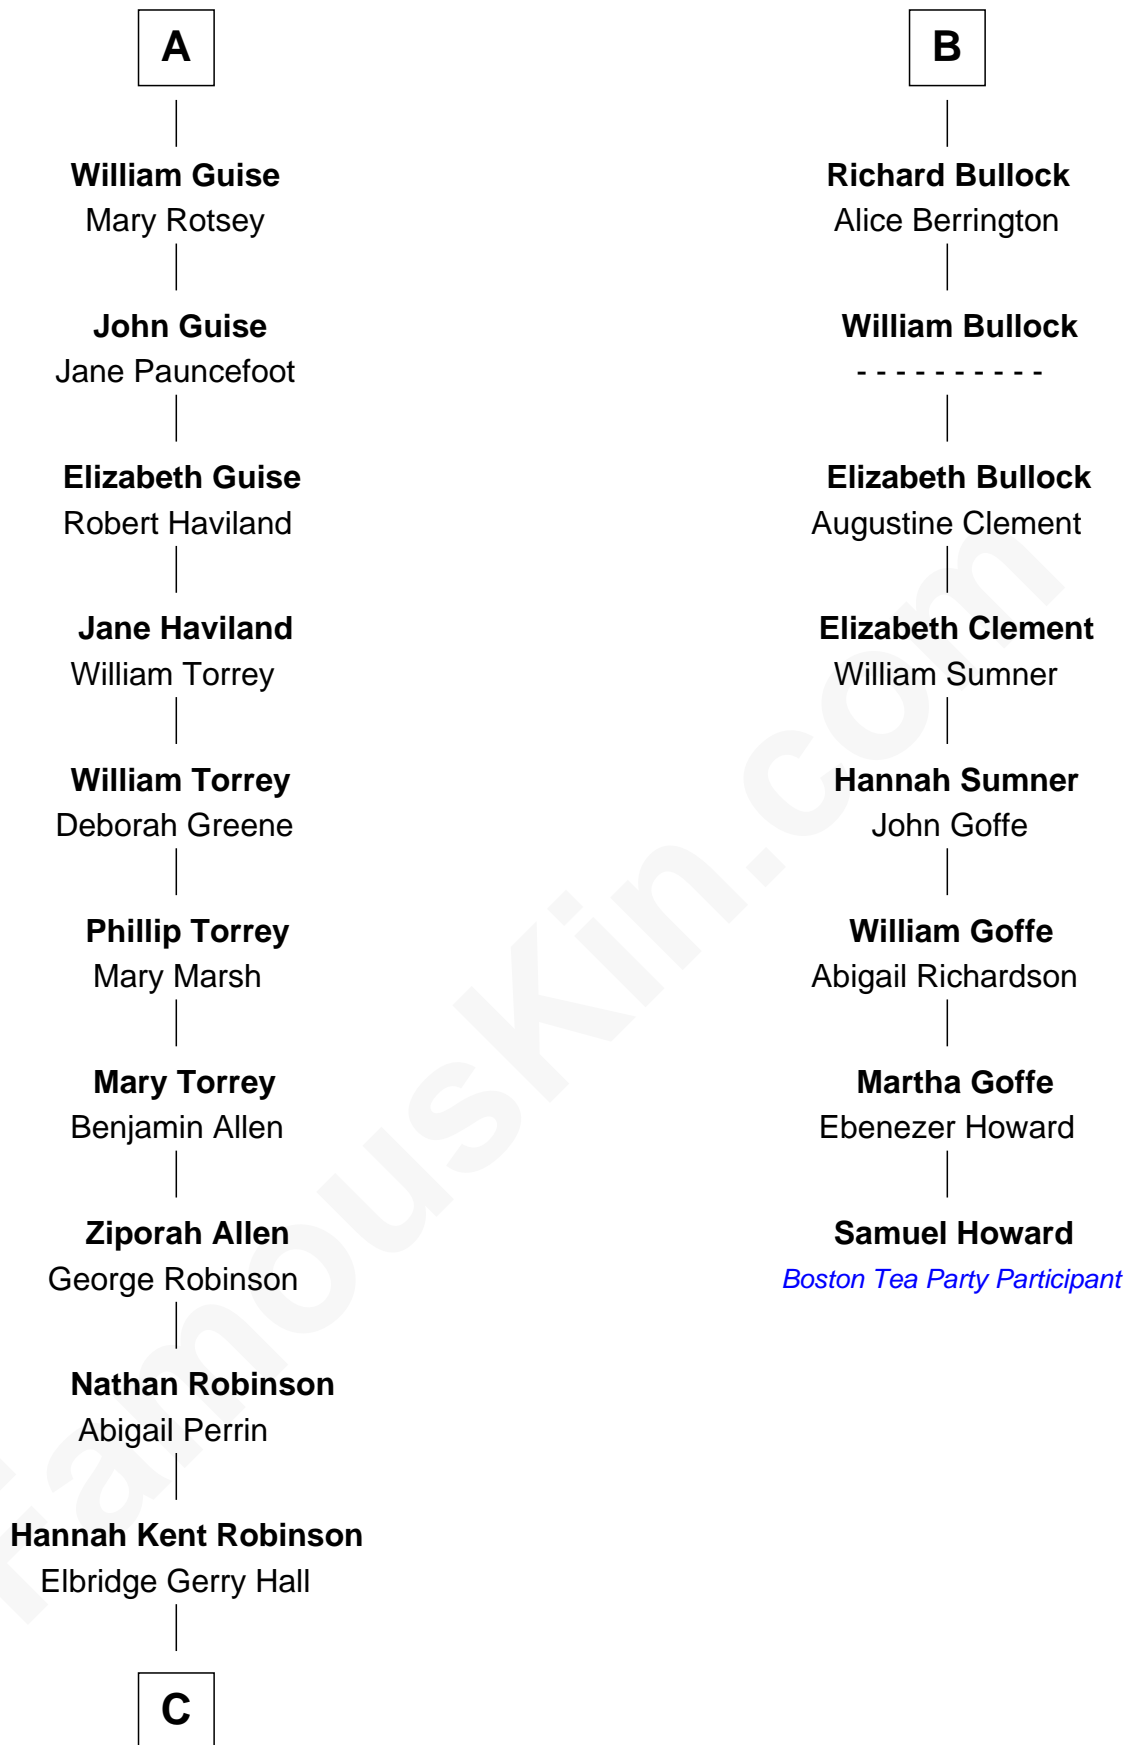 A
William Guise
Mary Rotsey
John Guise
Jane Pauncefoot
Elizabeth Guise
Robert Haviland
Jane Haviland
William Torrey
William Torrey
Deborah Greene
Phillip Torrey
Mary Marsh
Mary Torrey
Benjamin Allen
Ziporah Allen
George Robinson
Nathan Robinson
Abigail Perrin
Hannah Kent Robinson
Elbridge Gerry Hall
C
B
Richard Bullock
Alice Berrington
William Bullock
- - - - - - - - - -
Elizabeth Bullock
Augustine Clement
Elizabeth Clement
William Sumner
Hannah Sumner
John Goffe
William Goffe
Abigail Richardson
Martha Goffe
Ebenezer Howard
Samuel Howard
Boston Tea Party Participant
FamousKin.com